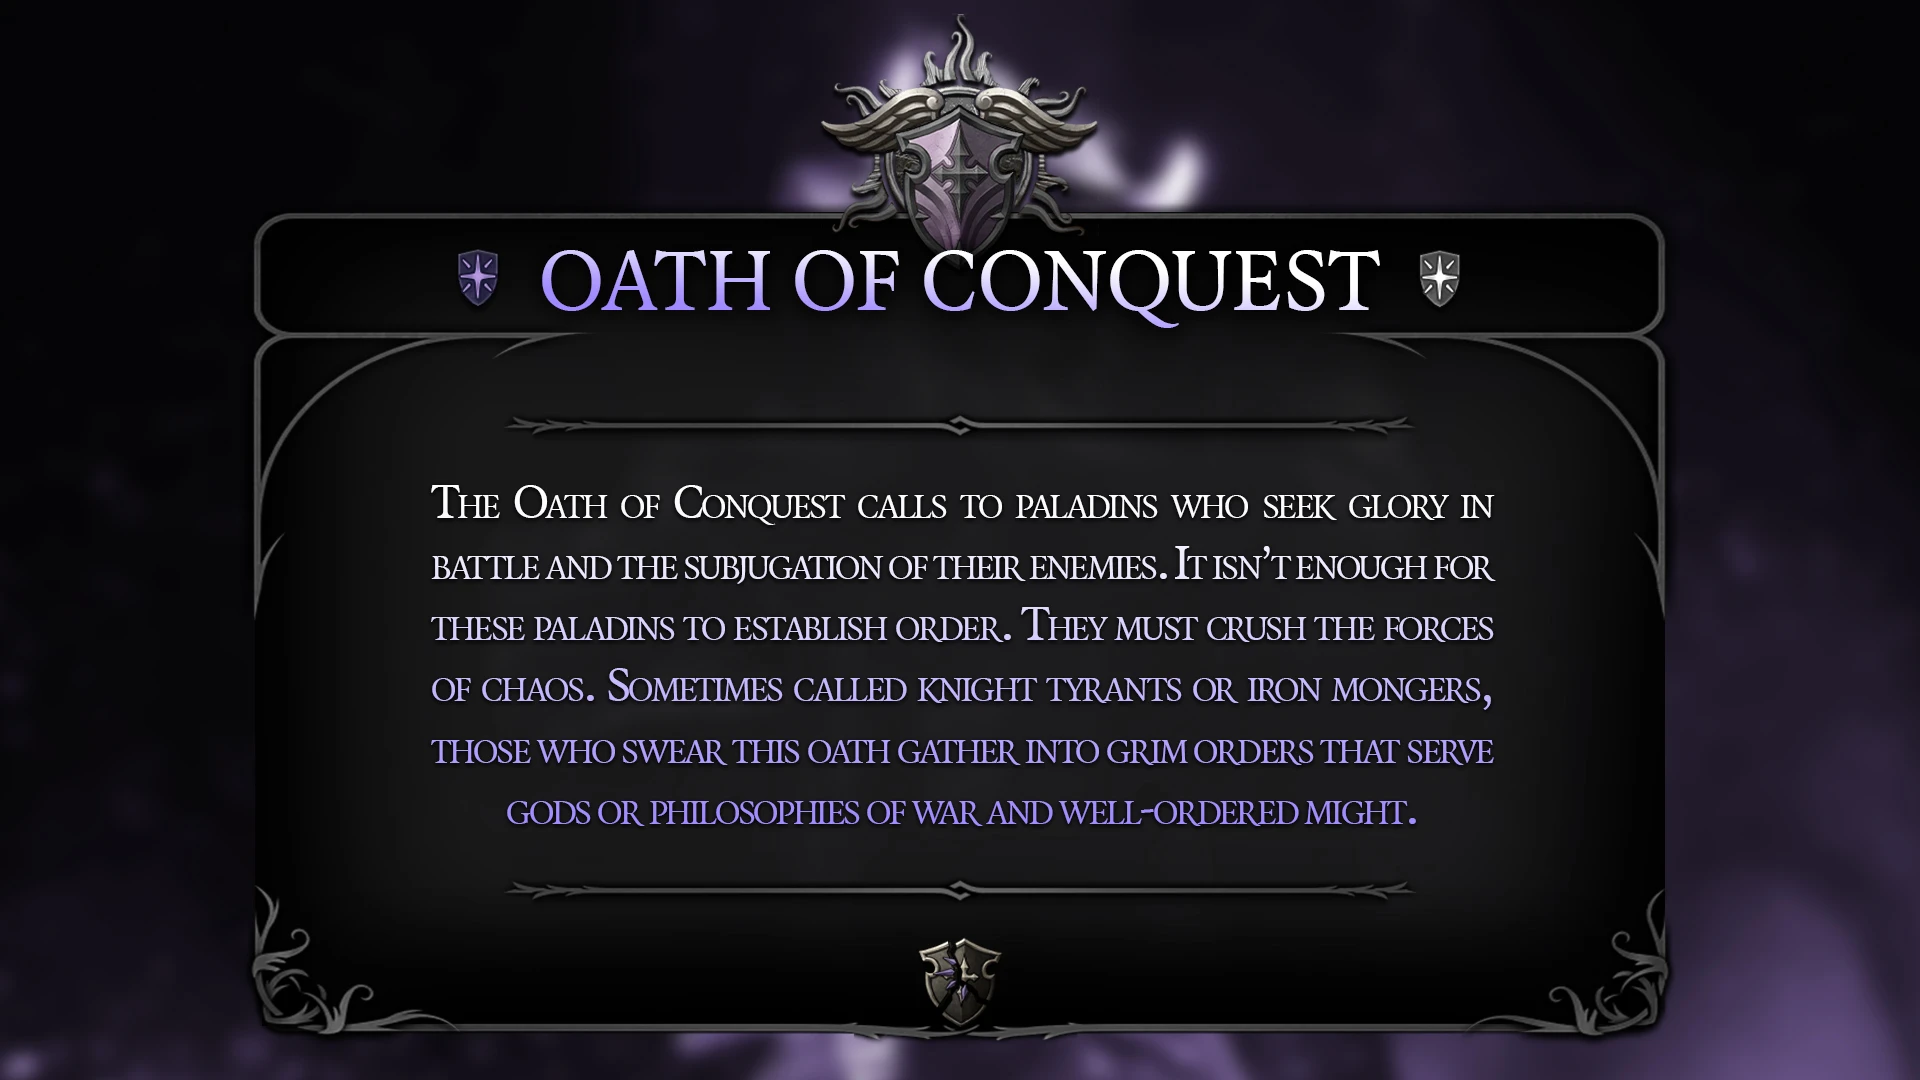 OATH OF CONQUEST
The Oath of Conquest calls to paladins who seek glory in
battle and the subjugation of their enemies. It isn’t enough for
these paladins to establish order. They must crush the forces
of chaos. Sometimes called knight tyrants or iron mongers,
those who swear this oath gather into grim orders that serve
gods or philosophies of war and well-ordered might.